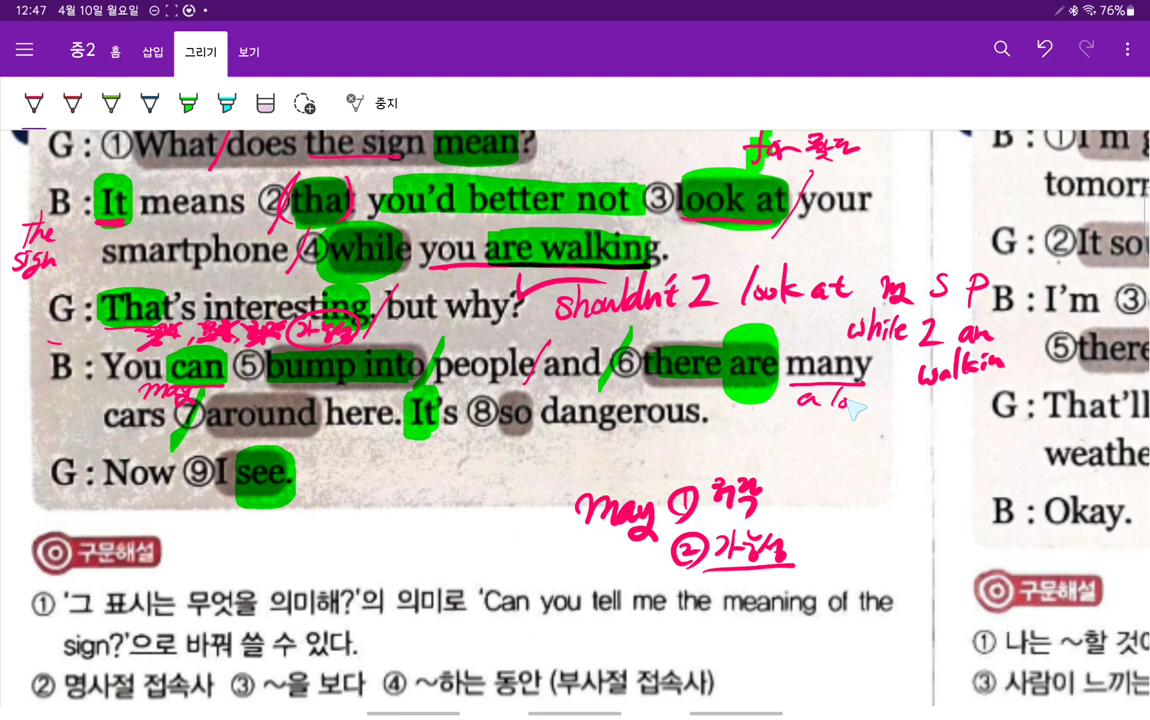 12:47 4월 10일 월요일 76%
중2 홈 삽입 그리기 보기
중지
G : ①What does the sign mean?
B : It means ②that you'd better not ③look at your
smartphone ④while you are walking.
The
sign
G : That's interesting, but why?
shouldn't 2 look at S P
while 2 an
walkin
가능성
B : You can ⑤bump into people and ⑥there are many
may
a lo
cars ⑦around here. It's ⑧so dangerous.
G : Now ⑨I see.
may ① 허락
② 가능성
구문해설
① '그 표시는 무엇을 의미해?'의 의미로 'Can you tell me the meaning of the
sign?'으로 바꿔 쓸 수 있다.
② 명사절 접속사 ③ ~을 보다 ④ ~하는 동안 (부사절 접속사)
B : ①I'm g
tomorr
G : ②It sou
B : I'm ③
⑤there
G : That'll
weathe
B : Okay.
구문해설
① 나는 ~할 것이
③ 사람이 느끼는